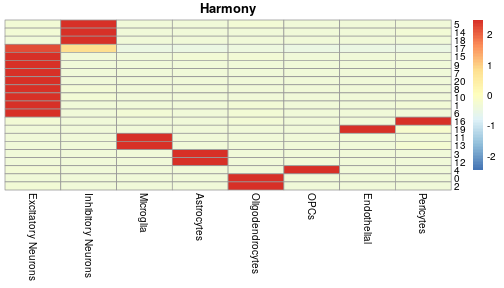 Harmony
5
14
18
17
15
9
7
20
8
10
1
6
16
19
11
13
3
12
4
0
2
2
1
0
-1
-2
Excitatory Neurons
Inhibitory Neurons
Microglia
Astrocytes
Oligodendrocytes
OPCs
Endothelial
Pericytes